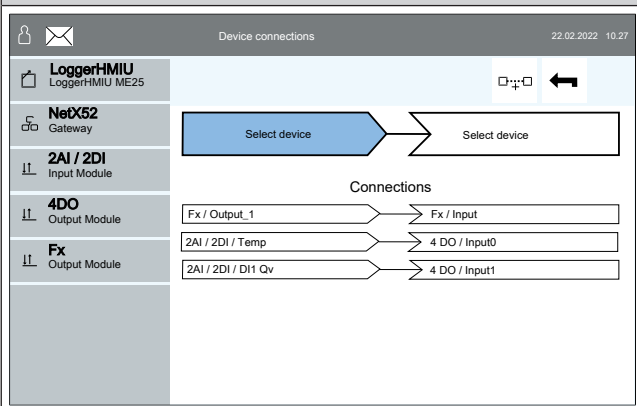 Device connections
22.02.2022 10.27
LoggerHMIU
LoggerHMIU ME25
NetX52
Gateway
2AI / 2DI
Input Module
4DO
Output Module
Fx
Output Module
Select device
Select device
Connections
Fx / Output_1
Fx / Input
2AI / 2DI / Temp
4 DO / Input0
2AI / 2DI / DI1 Qv
4 DO / Input1